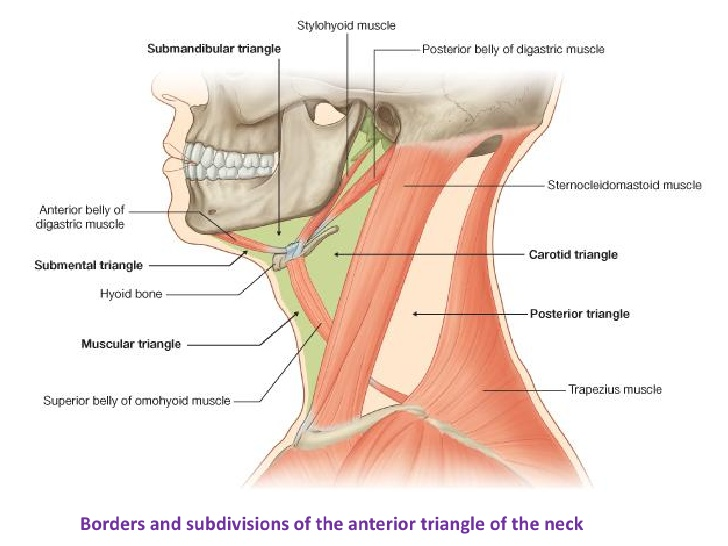 Stylohyoid muscle
Submandibular triangle
Posterior belly of digastric muscle
Sternocleidomastoid muscle
Anterior belly of
digastric muscle
Carotid triangle
Submental triangle
Hyoid bone
Posterior triangle
Muscular triangle
Trapezius muscle
Superior belly of omohyoid muscle
Borders and subdivisions of the anterior triangle of the neck